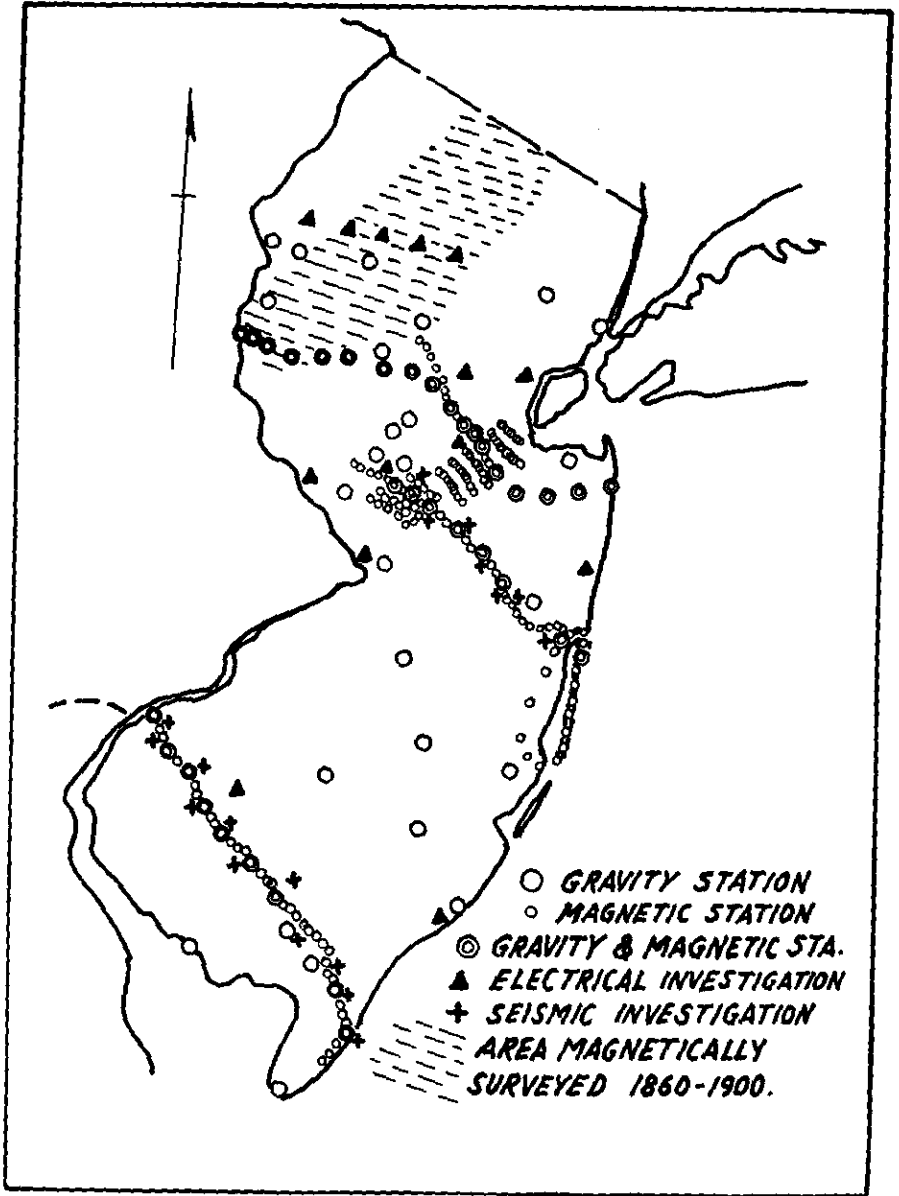 GRAVITY STATION
MAGNETIC STATION
GRAVITY & MAGNETIC STA.
ELECTRICAL INVESTIGATION
SEISMIC INVESTIGATION
AREA MAGNETICALLY
SURVEYED 1860-1900.